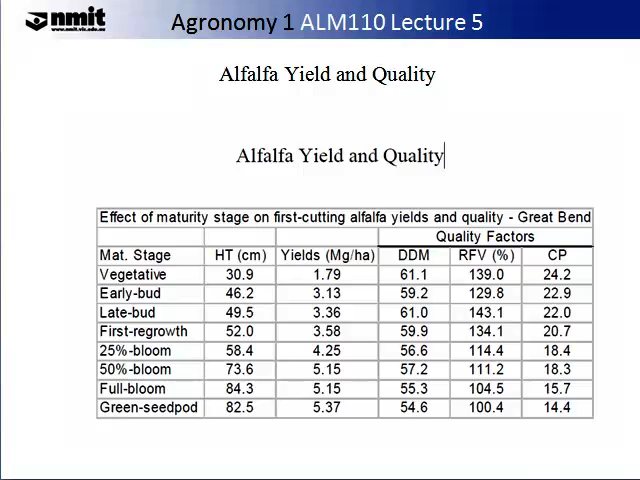 nmit
www.nmit.vic.edu.au
Agronomy 1 ALM110 Lecture 5
Alfalfa Yield and Quality
Alfalfa Yield and Quality
Effect of maturity stage on first-cutting alfalfa yields and quality - Great Bend
Quality Factors
Mat. Stage HT (cm) Yields (Mg/ha) DDM RFV (%) CP
Vegetative 30.9 1.79 61.1 139.0 24.2
Early-bud 46.2 3.13 59.2 129.8 22.9
Late-bud 49.5 3.36 61.0 143.1 22.0
First-regrowth 52.0 3.58 59.9 134.1 20.7
25%-bloom 58.4 4.25 56.6 114.4 18.4
50%-bloom 73.6 5.15 57.2 111.2 18.3
Full-bloom 84.3 5.15 55.3 104.5 15.7
Green-seedpod 82.5 5.37 54.6 100.4 14.4